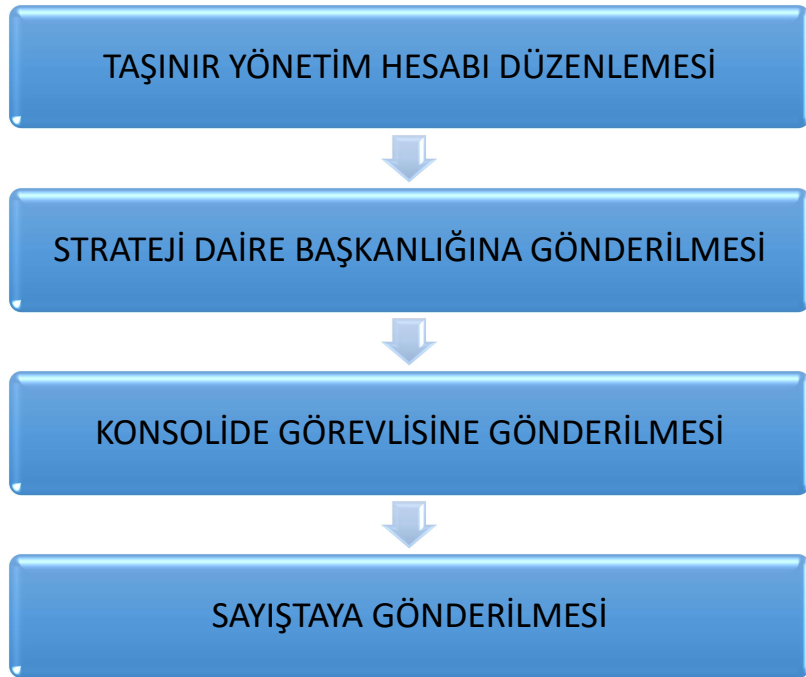 TAŞINIR YÖNETİM HESABI DÜZENLEMESİ
STRATEJİ DAİRE BAŞKANLIĞINA GÖNDERİLMESİ
KONSOLİDE GÖREVLİSİNE GÖNDERİLMESİ
SAYIŞTAYA GÖNDERİLMESİ